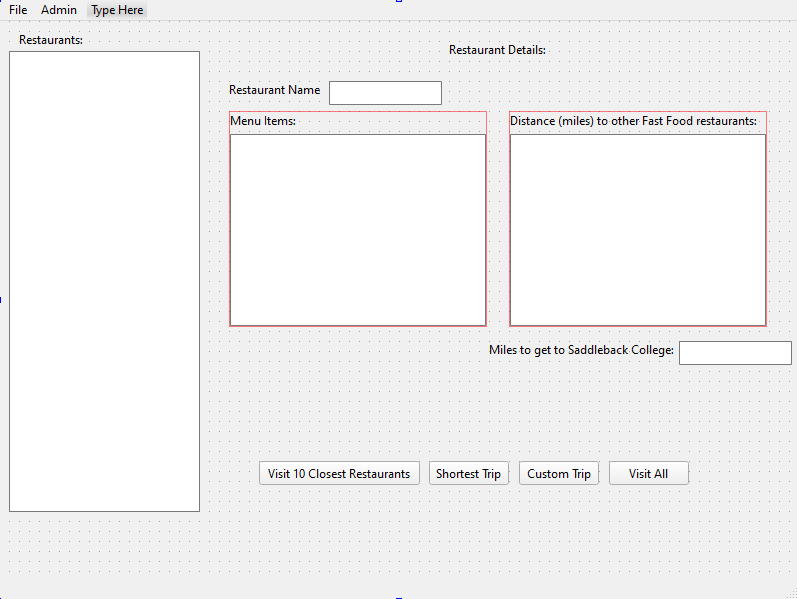 File Admin Type Here
Restaurants:
Restaurant Details:
Restaurant Name
Menu Items:
Distance (miles) to other Fast Food restaurants:
Miles to get to Saddleback College:
Visit 10 Closest Restaurants
Shortest Trip
Custom Trip
Visit All